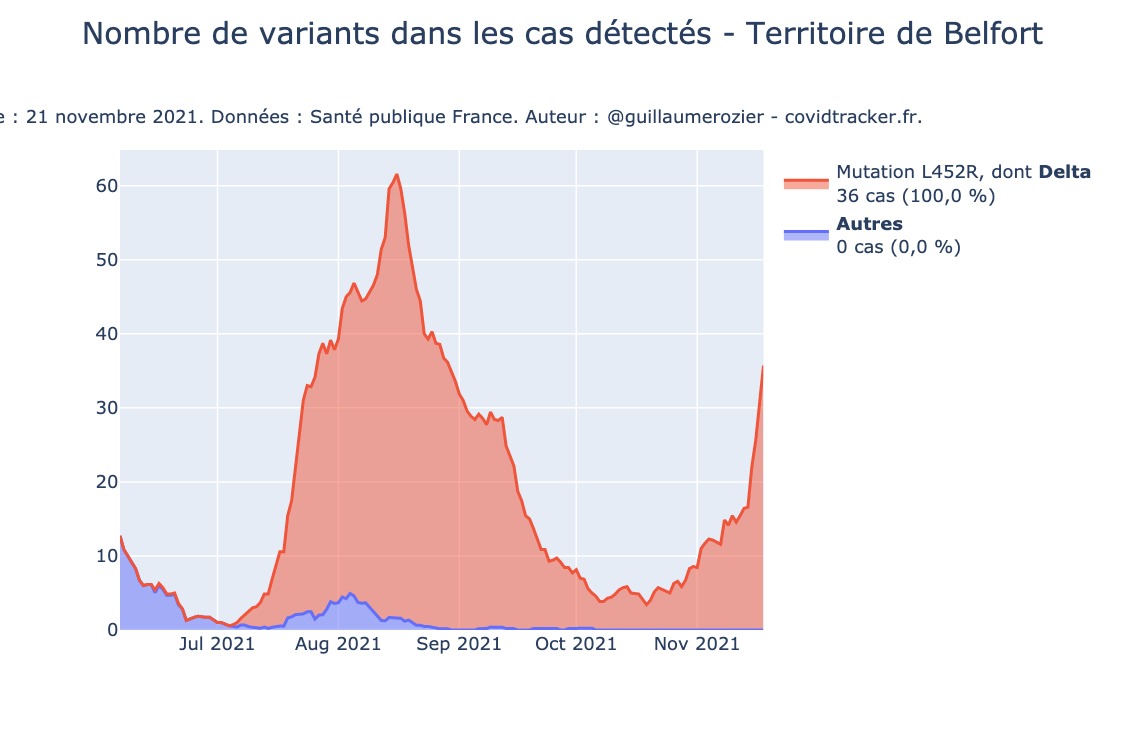 Nombre de variants dans les cas détectés - Territoire de Belfort
: 21 novembre 2021. Données : Santé publique France. Auteur : @guillaumerozier - covidtracker.fr.
Mutation L452R, dont Delta
36 cas (100,0 %)
Autres
0 cas (0,0 %)
60
50
40
30
20
10
0
Jul 2021 Aug 2021 Sep 2021 Oct 2021 Nov 2021